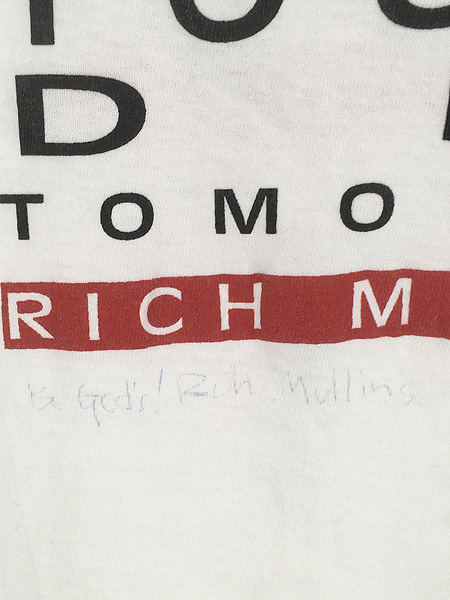 D
TOMO
RICH M
Be God's! Rich Mullins